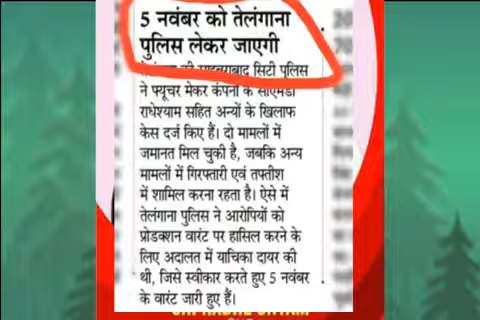 5 नवंबर को तेलंगाना
पुलिस लेकर जाएगी
सिटी पुलिस
ने फ्यूचर मेकर कंपनी के सीएमडी
राधेश्याम सहित अन्यों के खिलाफ
केस दर्ज किए हैं। दो मामलों में
जमानत मिल चुकी है, जबकि अन्य
मामलों में गिरफ्तारी एवं तफ्तीश
में शामिल करना रहता है। ऐसे में
तेलंगाना पुलिस ने आरोपियों को
प्रोडक्शन वारंट पर हासिल करने के
लिए अदालत में याचिका दायर की
थी, जिसे स्वीकार करते हुए 5 नवंबर
के वारंट जारी हुए हैं।